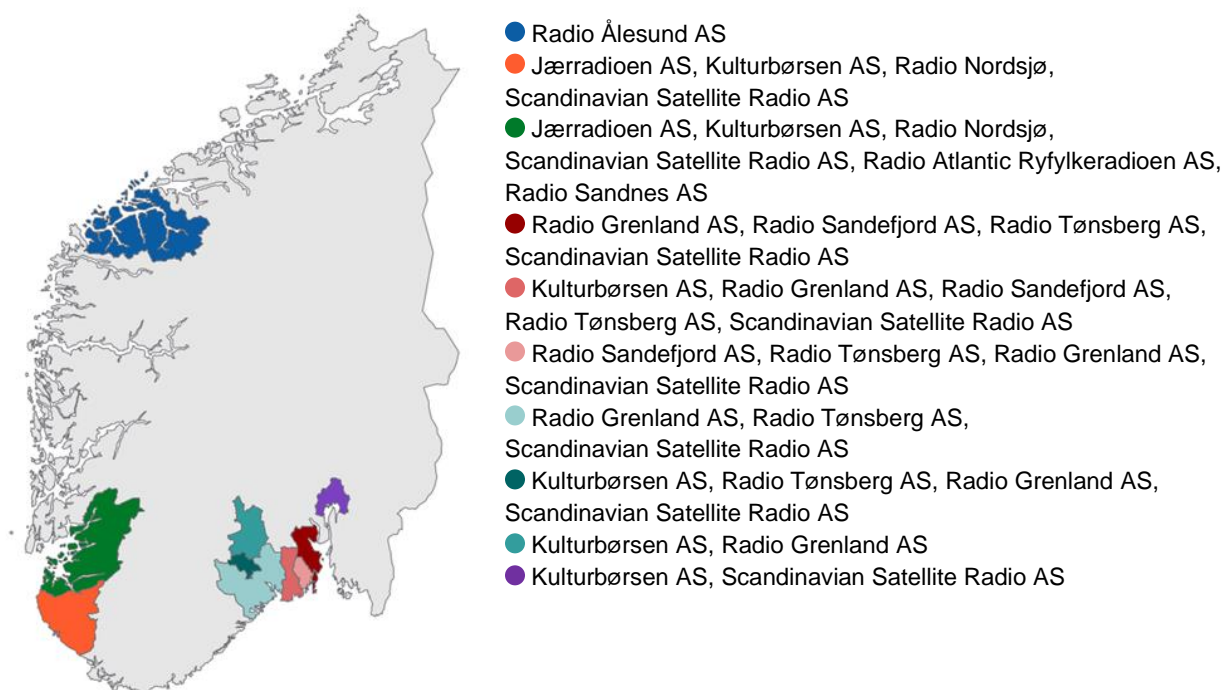 Radio Ålesund AS
Jærradioen AS, Kulturbørsen AS, Radio Nordsjø,
Scandinavian Satellite Radio AS
Jærradioen AS, Kulturbørsen AS, Radio Nordsjø,
Scandinavian Satellite Radio AS, Radio Atlantic Ryfylkeradioen AS,
Radio Sandnes AS
Radio Grenland AS, Radio Sandefjord AS, Radio Tønsberg AS,
Scandinavian Satellite Radio AS
Kulturbørsen AS, Radio Grenland AS, Radio Sandefjord AS,
Radio Tønsberg AS, Scandinavian Satellite Radio AS
Radio Sandefjord AS, Radio Tønsberg AS, Radio Grenland AS,
Scandinavian Satellite Radio AS
Radio Grenland AS, Radio Tønsberg AS,
Scandinavian Satellite Radio AS
Kulturbørsen AS, Radio Tønsberg AS, Radio Grenland AS,
Scandinavian Satellite Radio AS
Kulturbørsen AS, Radio Grenland AS
Kulturbørsen AS, Scandinavian Satellite Radio AS